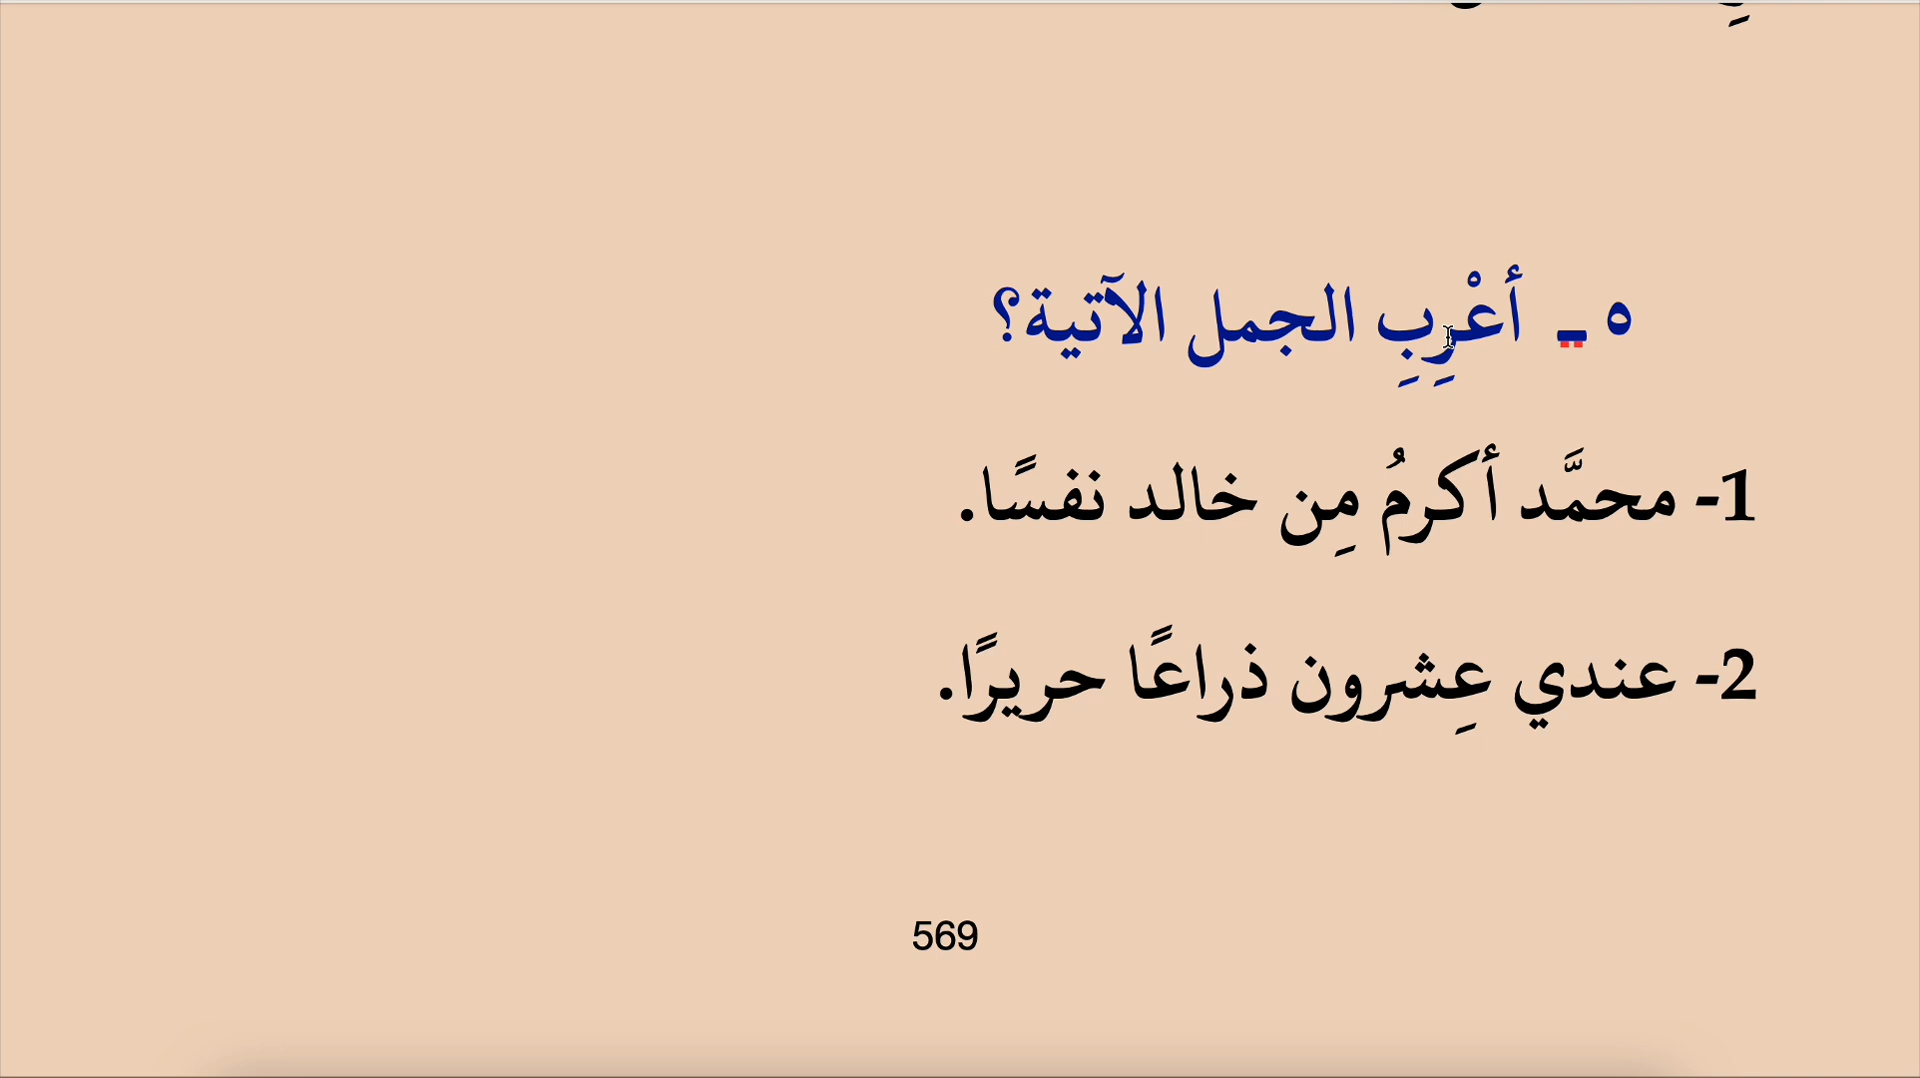 ٥ ـ أعْرِبِ الجمل الآتية؟
1- محمَّد أكرمُ مِن خالد نفسًا.
2- عندي عِشرون ذراعًا حريرًا.
569